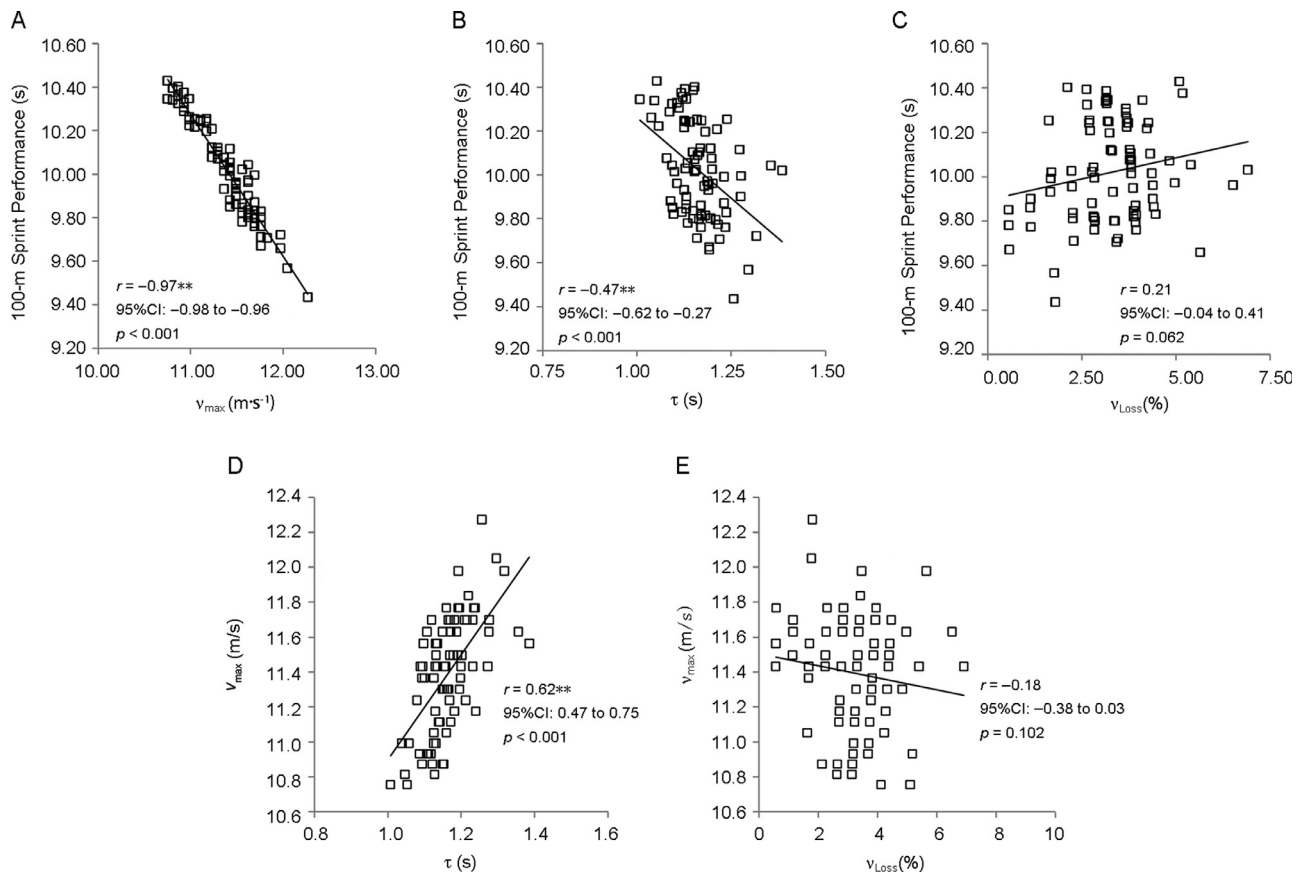 A
100-m Sprint Performance (s)
10.60
10.40
10.20
10.00
9.80
9.60
9.40
9.20
r = –0.97**
95%CI: –0.98 to –0.96
p < 0.001
10.00 11.00 12.00 13.00
νmax (m·s-1)
B
100-m Sprint Performance (s)
10.60
10.40
10.20
10.00
9.80
9.60
9.40
9.20
r = –0.47**
95%CI: –0.62 to –0.27
p < 0.001
0.75 1.00 1.25 1.50
τ (s)
C
100-m Sprint Performance (s)
10.60
10.40
10.20
10.00
9.80
9.60
9.40
9.20
r = 0.21
95%CI: –0.04 to 0.41
p = 0.062
0.00 2.50 5.00 7.50
νLoss(%)
D
vmax (m/s)
12.4
12.2
12.0
11.8
11.6
11.4
11.2
11.0
10.8
10.6
r = 0.62**
95%CI: 0.47 to 0.75
p < 0.001
0.8 1.0 1.2 1.4 1.6
τ (s)
E
νmax (m/s)
12.4
12.2
12.0
11.8
11.6
11.4
11.2
11.0
10.8
10.6
r = –0.18
95%CI: –0.38 to 0.03
p = 0.102
0 2 4 6 8 10
νLoss(%)